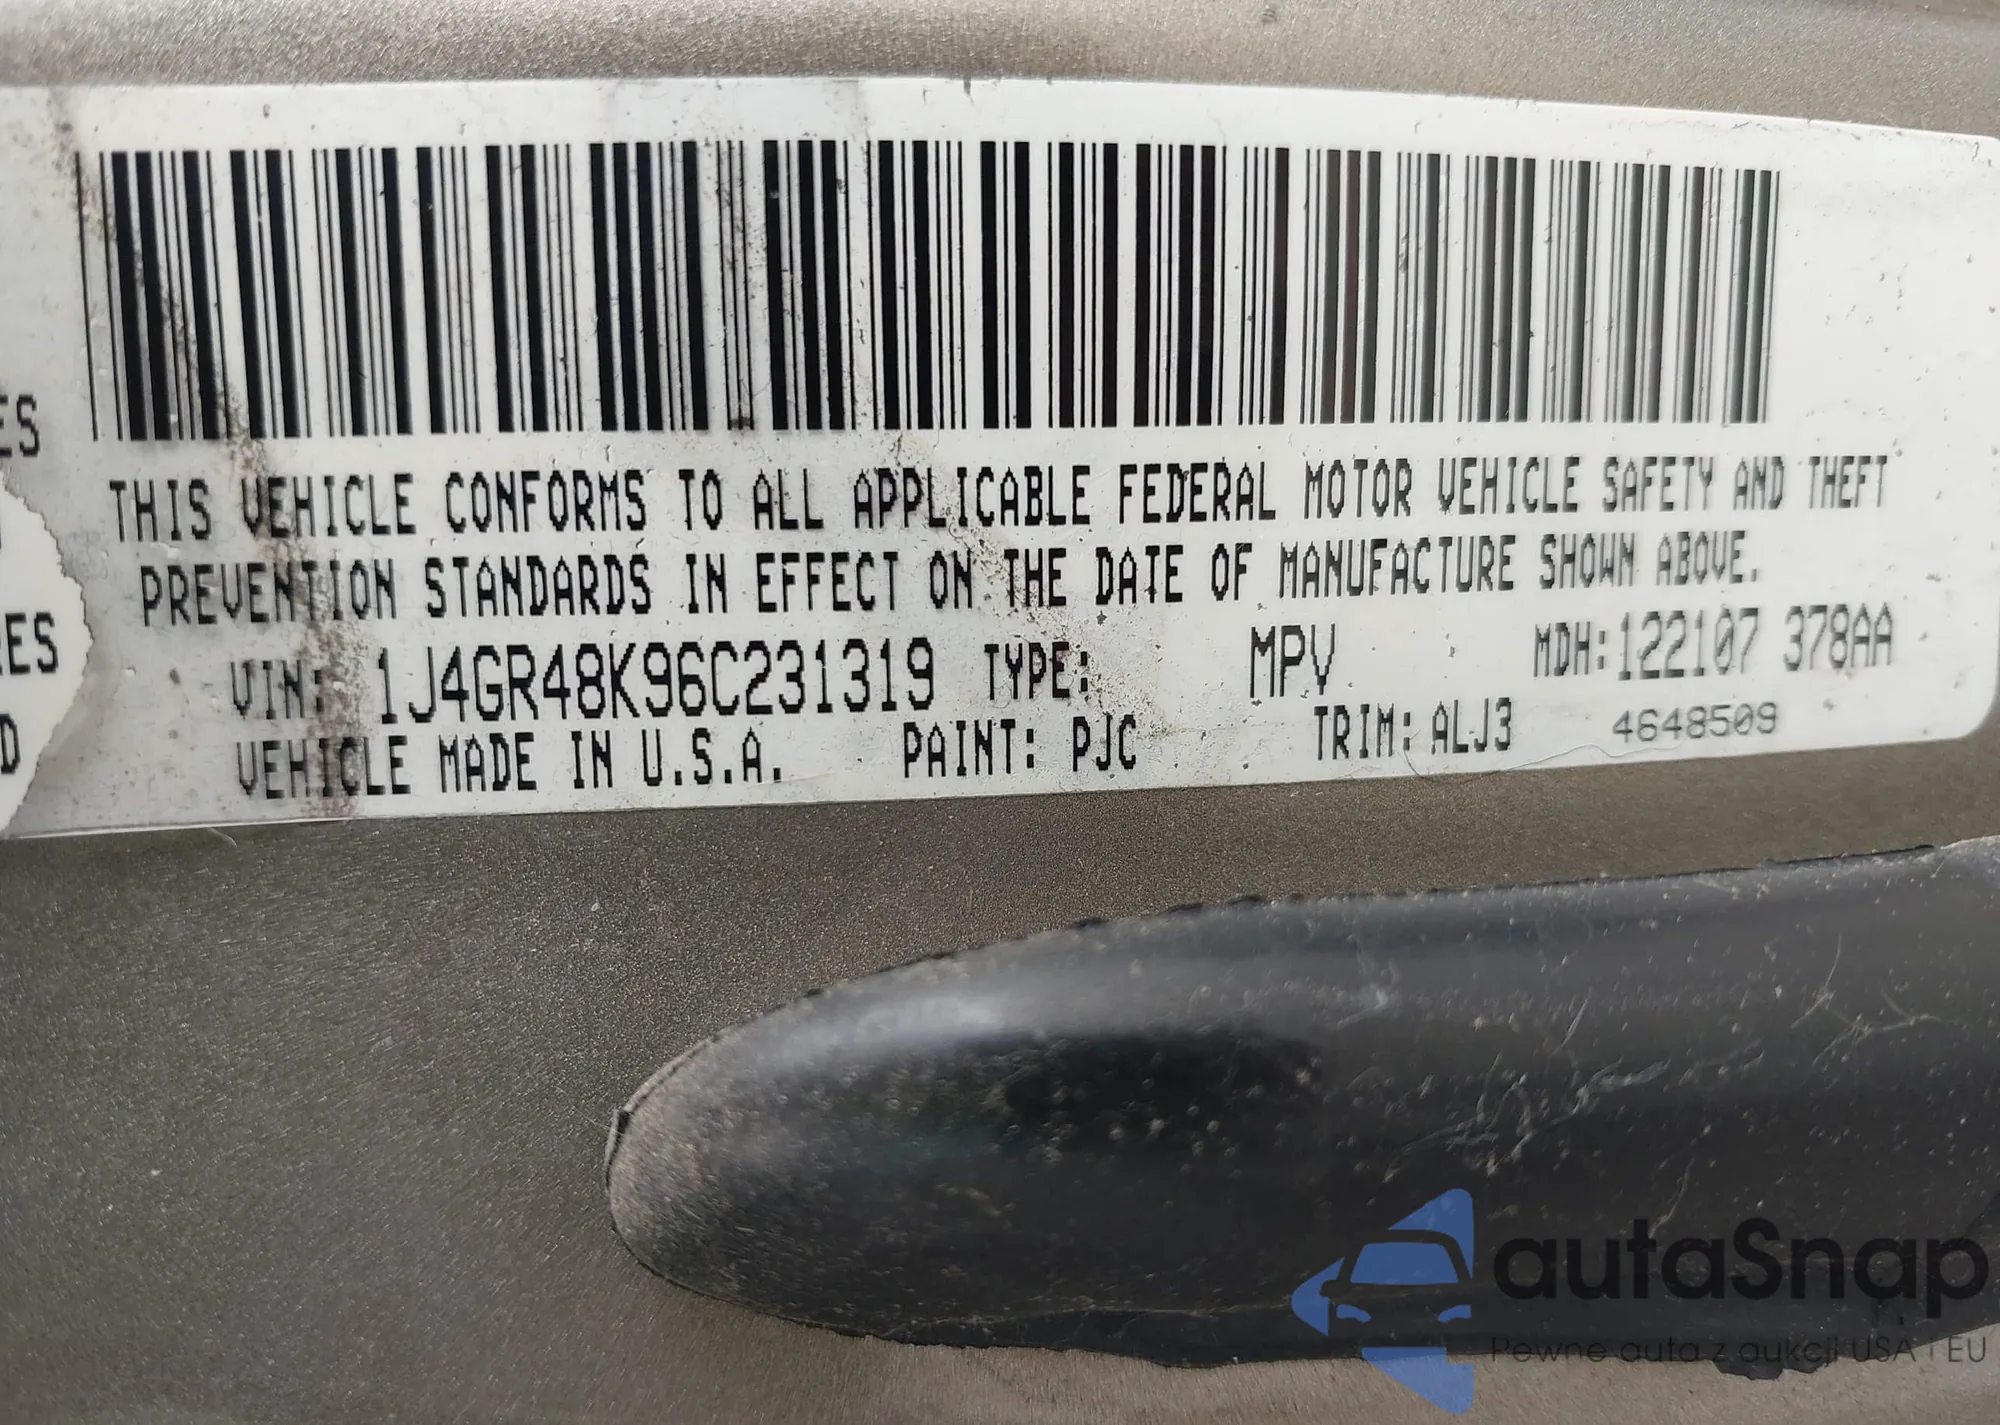 ES
RES
D
THIS VEHICLE CONFORMS TO ALL APPLICABLE FEDERAL MOTOR VEHICLE SAFETY AND THEFT
PREVENTION STANDARDS IN EFFECT ON THE DATE OF MANUFACTURE SHOWN ABOVE.
VIN: 1J4GR48K96C231319 TYPE: MPV MDH:122107 378AA
VEHICLE MADE IN U.S.A. PAINT: PJC TRIM: ALJ3 4648509
autaSnap
Pewne auta z aukcji USA i EU